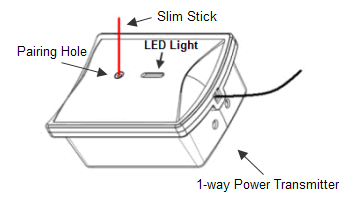 Slim Stick
LED Light
Pairing Hole
1-way Power Transmitter